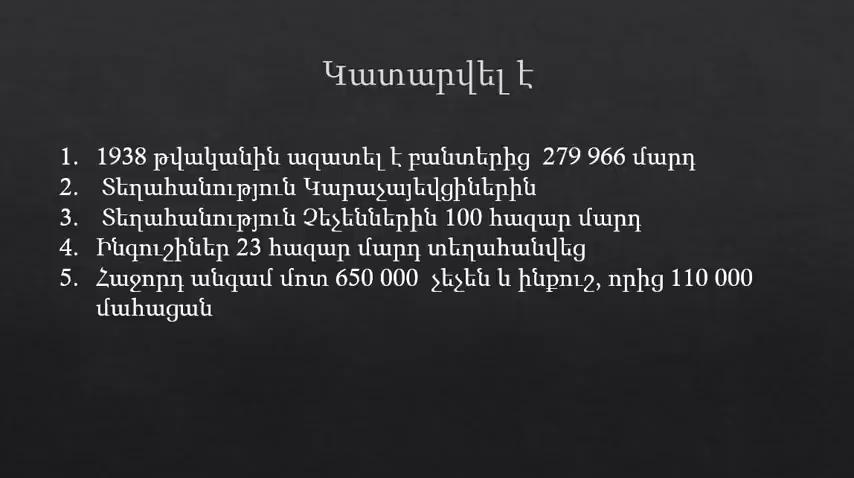 Կատարվել է
1. 1938 թվականին ազատել է բանտերից 279 966 մարդ
2. Տեղահանություն Կարաչայեվցիներին
3. Տեղահանություն Չեչեններին 100 հազար մարդ
4. Ինգուշիներ 23 հազար մարդ տեղահանվեց
5. Հաջորդ անգամ մոտ 650 000 չեչեն և ինքուշ, որից 110 000
մահացան